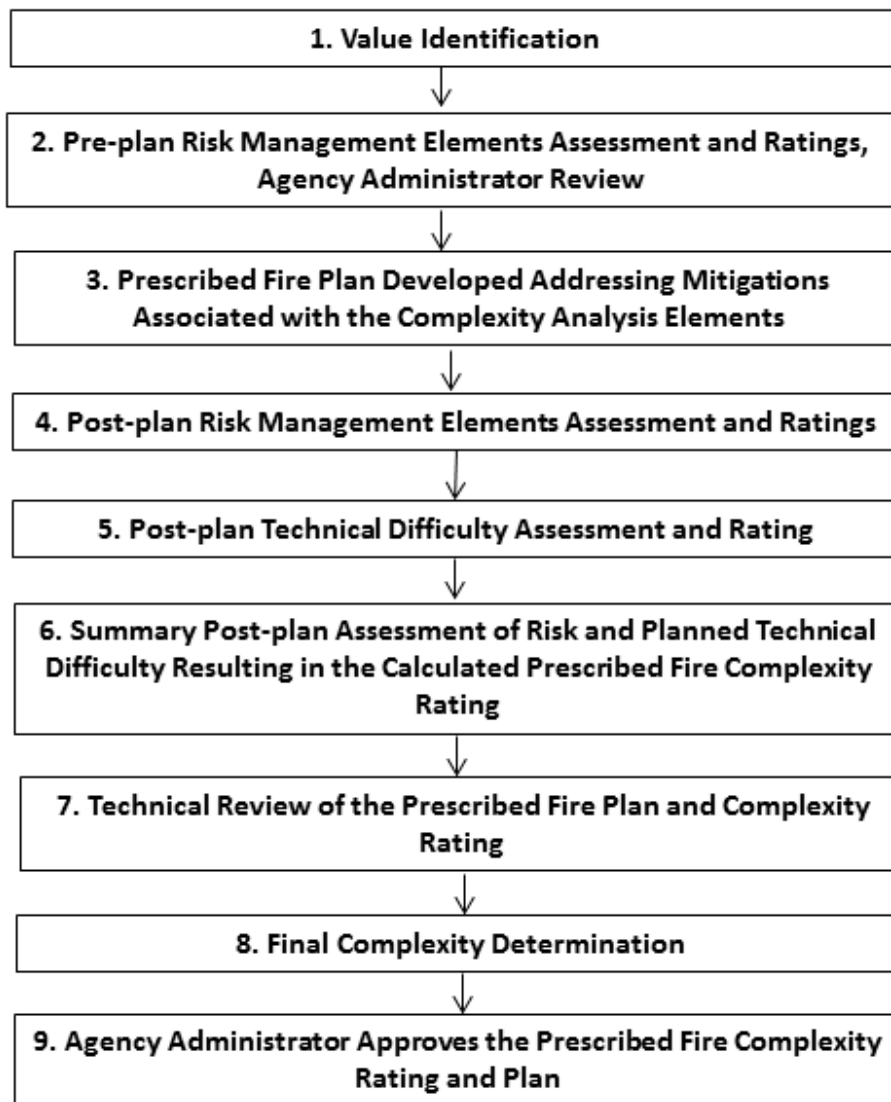 1. Value Identification
2. Pre-plan Risk Management Elements Assessment and Ratings,
Agency Administrator Review
3. Prescribed Fire Plan Developed Addressing Mitigations
Associated with the Complexity Analysis Elements
4. Post-plan Risk Management Elements Assessment and Ratings
5. Post-plan Technical Difficulty Assessment and Rating
6. Summary Post-plan Assessment of Risk and Planned Technical
Difficulty Resulting in the Calculated Prescribed Fire Complexity
Rating
7. Technical Review of the Prescribed Fire Plan and Complexity
Rating
8. Final Complexity Determination
9. Agency Administrator Approves the Prescribed Fire Complexity
Rating and Plan